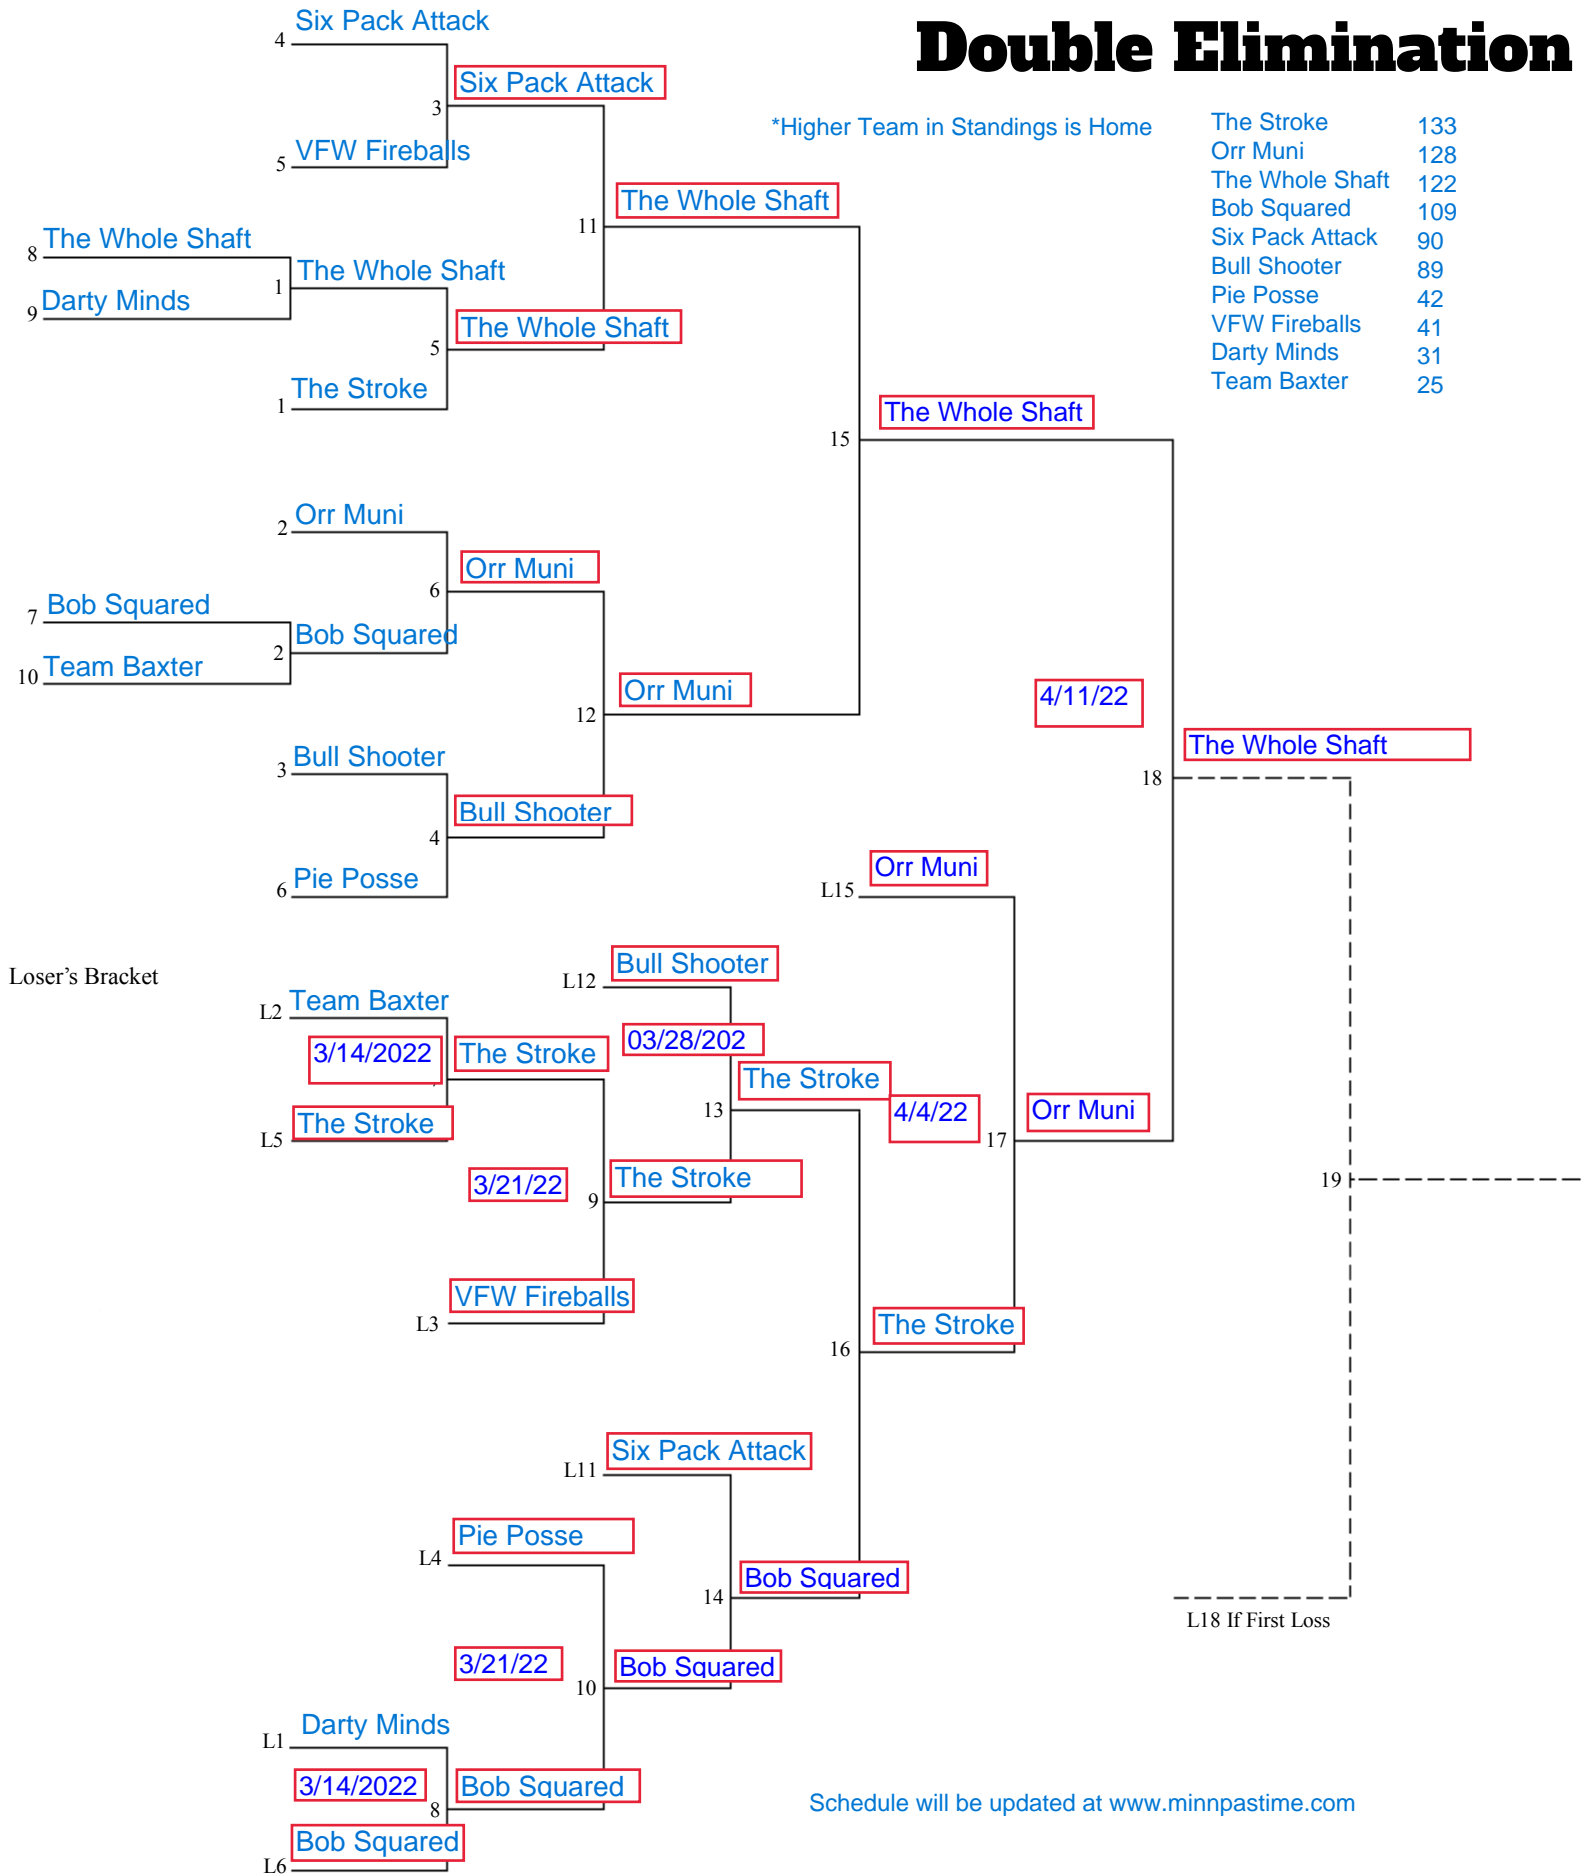 Double Elimination
*Higher Team in Standings is Home
The Stroke 133
Orr Muni 128
The Whole Shaft 122
Bob Squared 109
Six Pack Attack 90
Bull Shooter 89
Pie Posse 42
VFW Fireballs 41
Darty Minds 31
Team Baxter 25
4 Six Pack Attack
3 Six Pack Attack
5 VFW Fireballs
11 The Whole Shaft
8 The Whole Shaft
1 The Whole Shaft
9 Darty Minds
5 The Whole Shaft
1 The Stroke
15 The Whole Shaft
2 Orr Muni
6 Orr Muni
7 Bob Squared
2 Bob Squared
10 Team Baxter
12 Orr Muni
3 Bull Shooter
4 Bull Shooter
6 Pie Posse
4/11/22
18 The Whole Shaft
L15 Orr Muni
Loser's Bracket
L12 Bull Shooter
L2 Team Baxter
3/14/2022
The Stroke
03/28/202
13 The Stroke
L5 The Stroke
4/4/22
17 Orr Muni
3/21/22
9 The Stroke
19
L3 VFW Fireballs
16 The Stroke
L11 Six Pack Attack
L4 Pie Posse
14 Bob Squared
L18 If First Loss
3/21/22
10 Bob Squared
L1 Darty Minds
3/14/2022
8 Bob Squared
L6 Bob Squared
Schedule will be updated at www.minnpastime.com